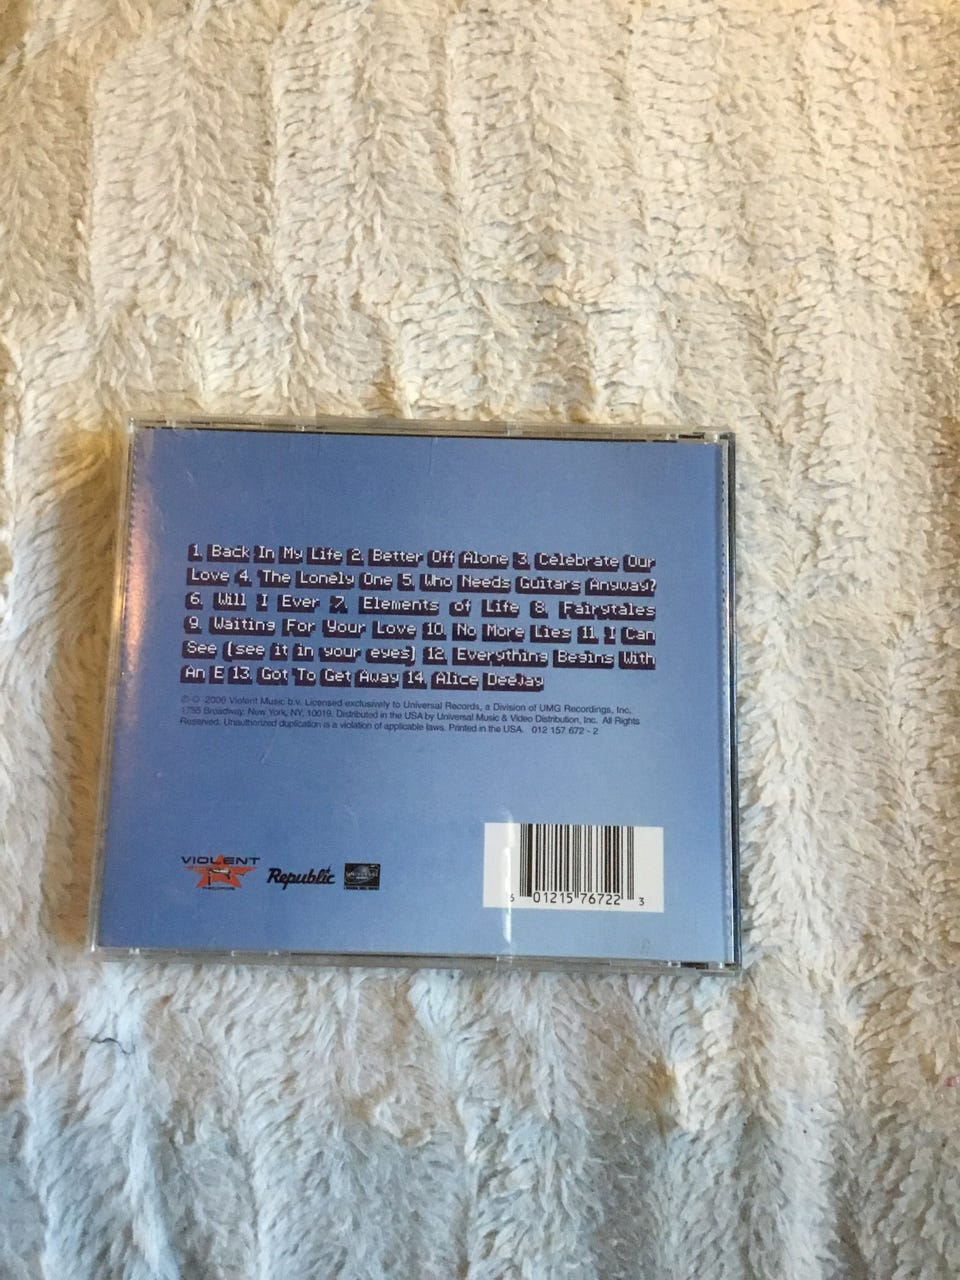 1. Back In My Life 2. Better Off Alone 3. Celebrate Our
Love 4. The Lonely One 5. Who Needs Guitars Anyway?
6. Will I Ever 7. Elements of Life 8. Fairytales
9. Waiting For Your Love 10. No More Lies 11. I Can
See (see it in your eyes) 12. Everything Begins With
An E 13. Got To Get Away 14. Alice Deejay
℗ © 2000 Violent Music b.v. Licensed exclusively to Universal Records, a Division of UMG Recordings, Inc.
1755 Broadway, New York, NY, 10019. Distributed in the USA by Universal Music & Video Distribution, Inc. All Rights
Reserved. Unauthorized duplication is a violation of applicable laws. Printed in the USA. 012 157 672 - 2
VIOLENT
Republic
UNIVERSAL
6 01215 76722 3